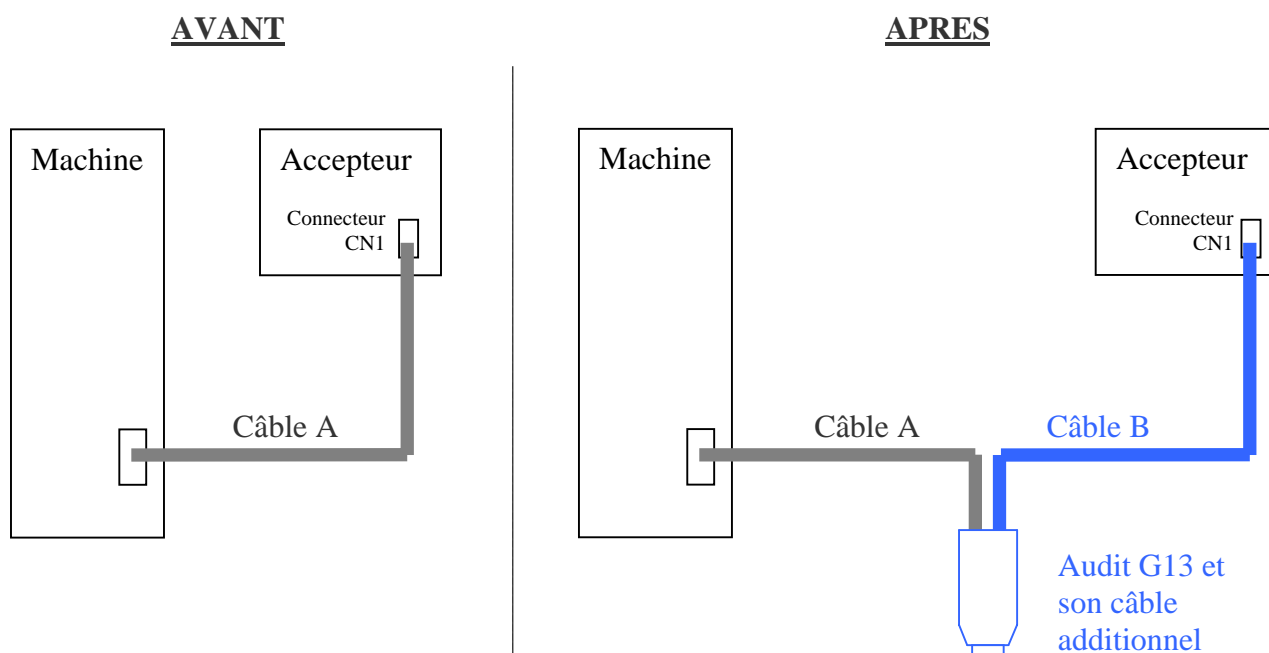 AVANT
Machine
Accepteur
Connecteur
CN1
Câble A
APRES
Machine
Accepteur
Connecteur
CN1
Câble A
Câble B
Audit G13 et
son câble
additionnel